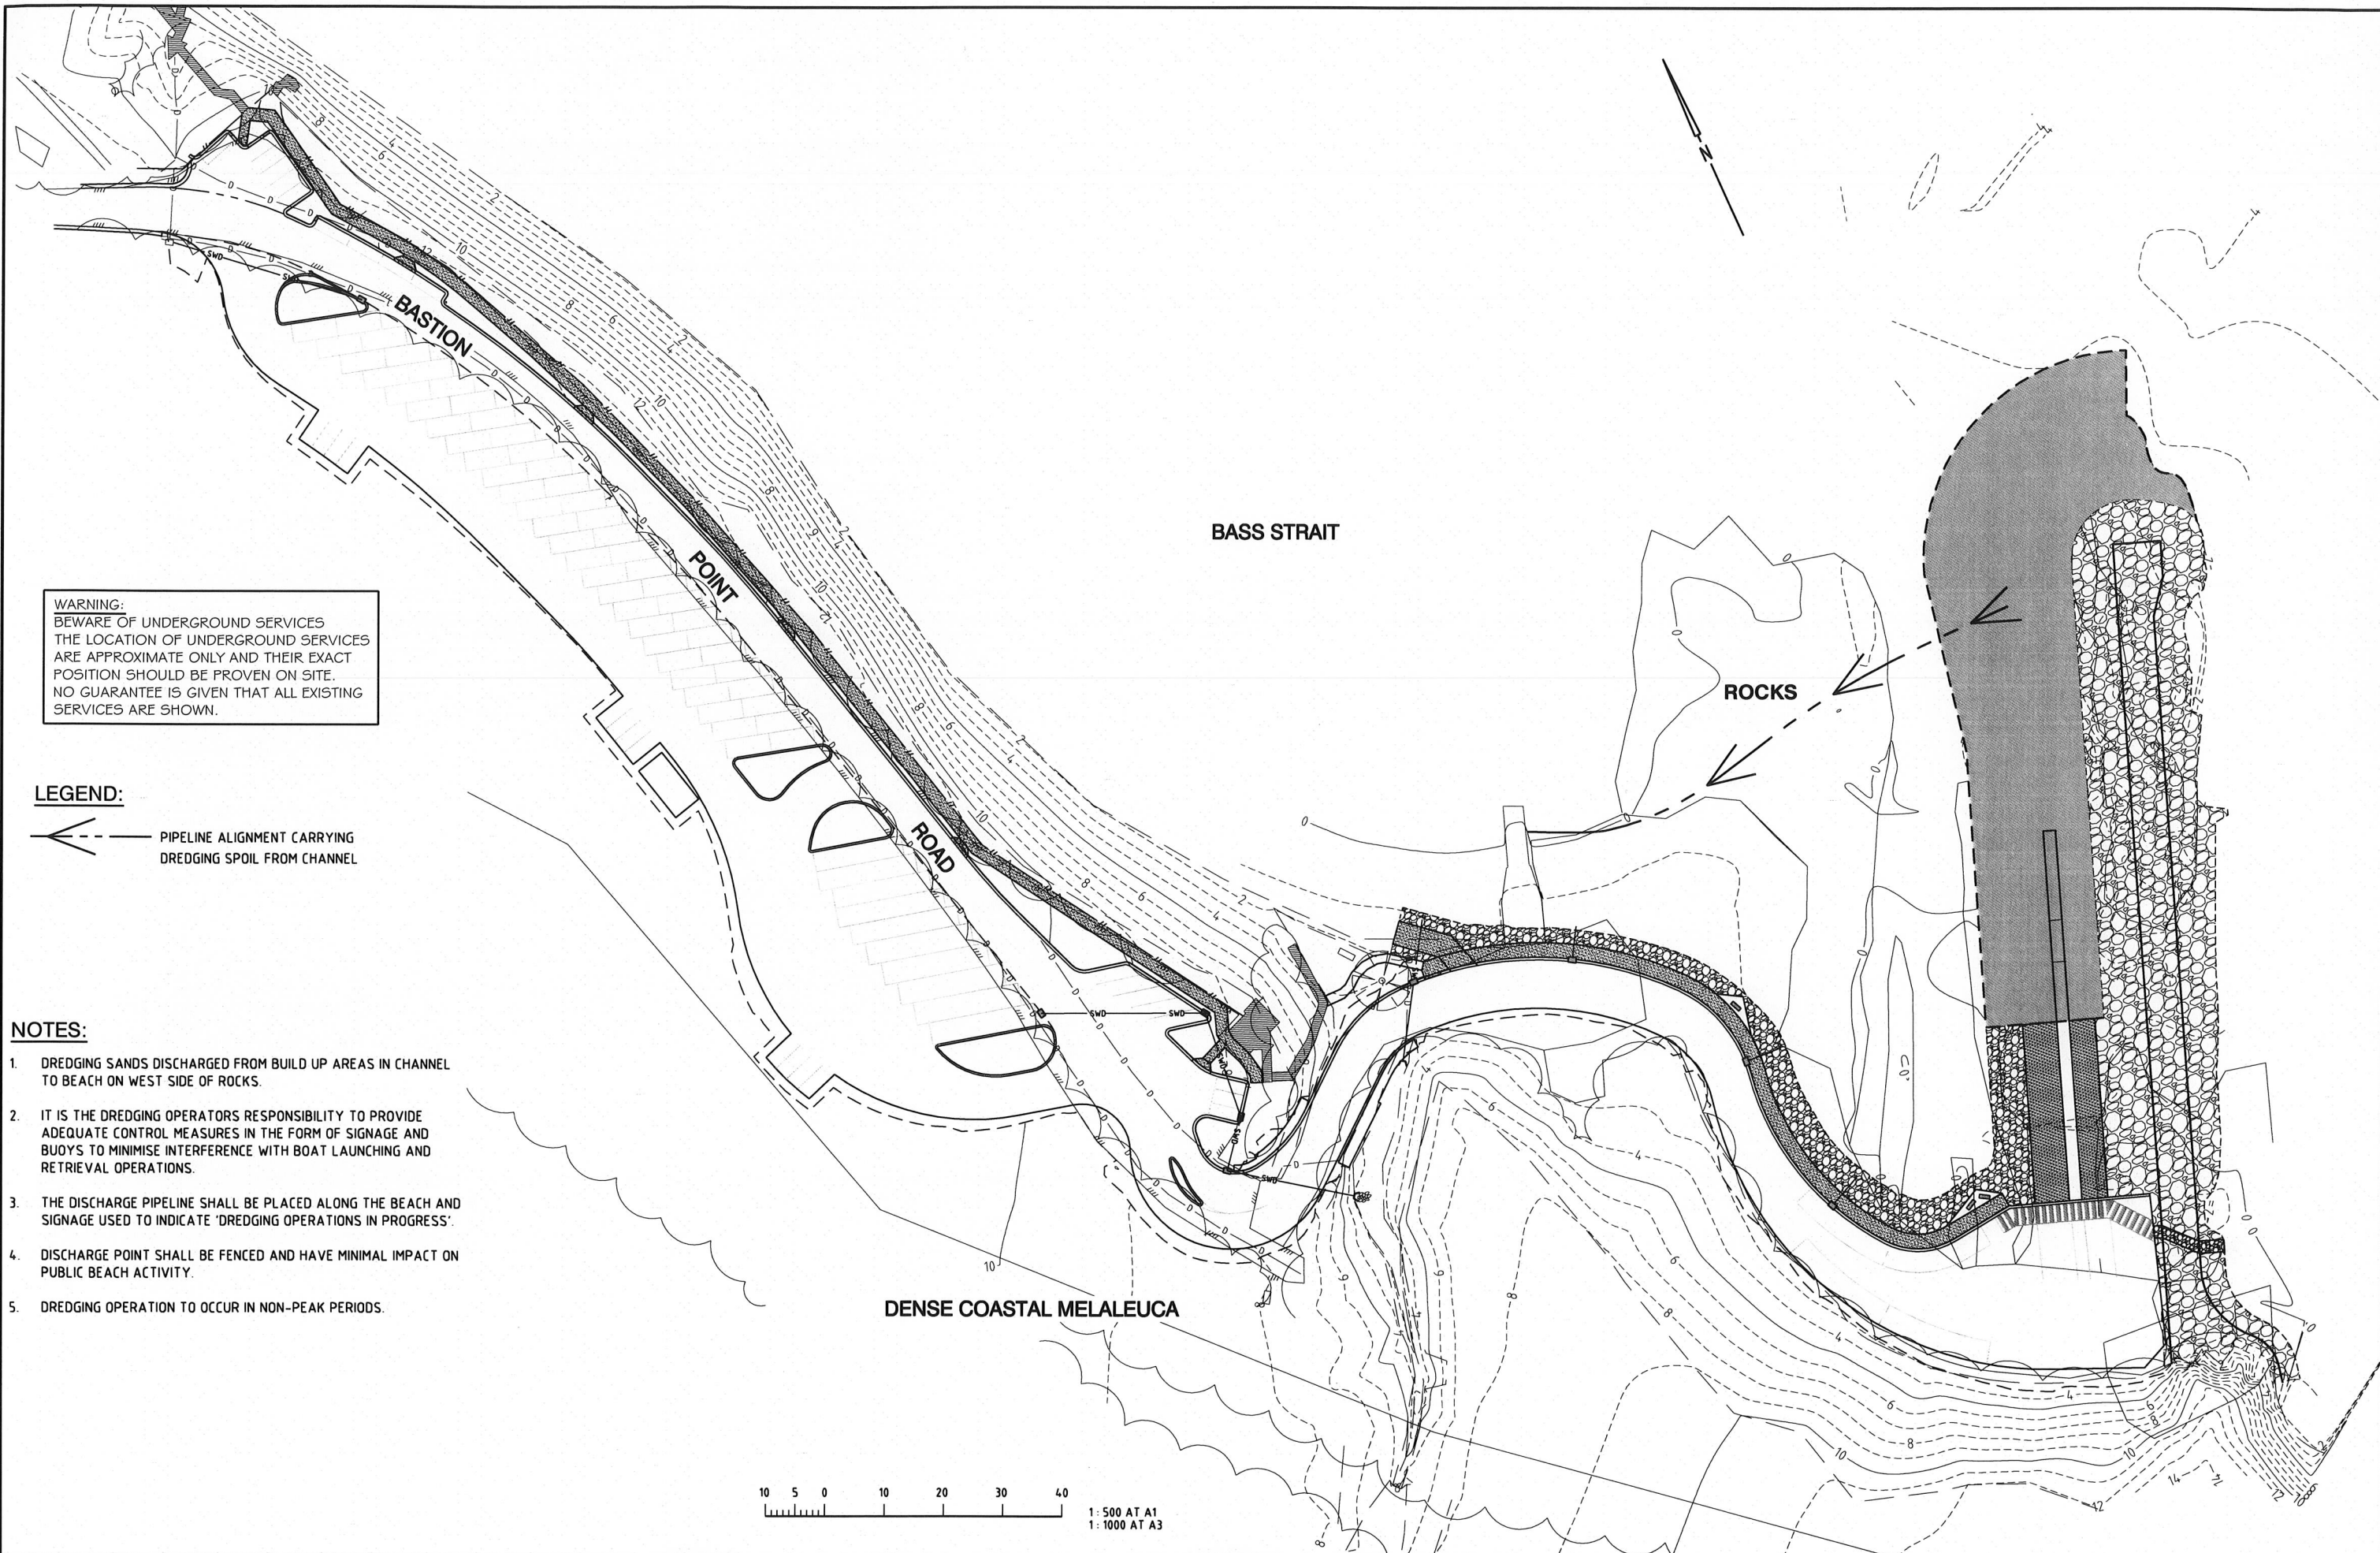 N
BASTION
POINT
ROAD
BASS STRAIT
ROCKS
WARNING:
BEWARE OF UNDERGROUND SERVICES
THE LOCATION OF UNDERGROUND SERVICES
ARE APPROXIMATE ONLY AND THEIR EXACT
POSITION SHOULD BE PROVEN ON SITE.
NO GUARANTEE IS GIVEN THAT ALL EXISTING
SERVICES ARE SHOWN.
LEGEND:
PIPELINE ALIGNMENT CARRYING
DREDGING SPOIL FROM CHANNEL
NOTES:
1. DREDGING SANDS DISCHARGED FROM BUILD UP AREAS IN CHANNEL
TO BEACH ON WEST SIDE OF ROCKS.
2. IT IS THE DREDGING OPERATORS RESPONSIBILITY TO PROVIDE
ADEQUATE CONTROL MEASURES IN THE FORM OF SIGNAGE AND
BUOYS TO MINIMISE INTERFERENCE WITH BOAT LAUNCHING AND
RETRIEVAL OPERATIONS.
3. THE DISCHARGE PIPELINE SHALL BE PLACED ALONG THE BEACH AND
SIGNAGE USED TO INDICATE 'DREDGING OPERATIONS IN PROGRESS'.
4. DISCHARGE POINT SHALL BE FENCED AND HAVE MINIMAL IMPACT ON
PUBLIC BEACH ACTIVITY.
5. DREDGING OPERATION TO OCCUR IN NON-PEAK PERIODS.
DENSE COASTAL MELALEUCA
10 5 0 10 20 30 40
1 : 500 AT A1
1 : 1000 AT A3